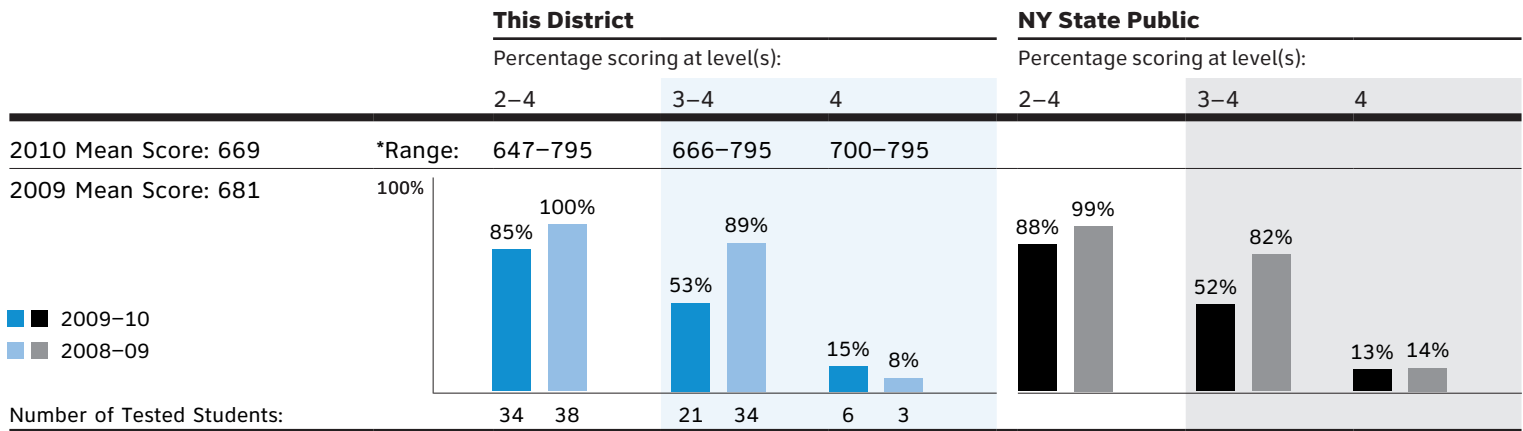 This District NY State Public
Percentage scoring at level(s): Percentage scoring at level(s):
2–4 3–4 4 2–4 3–4 4
2010 Mean Score: 669 *Range: 647–795 666–795 700–795
2009 Mean Score: 681 100%
85% 100% 53% 89% 15% 8% 88% 99% 52% 82% 13% 14%
2009–10
2008–09
Number of Tested Students: 34 38 21 34 6 3